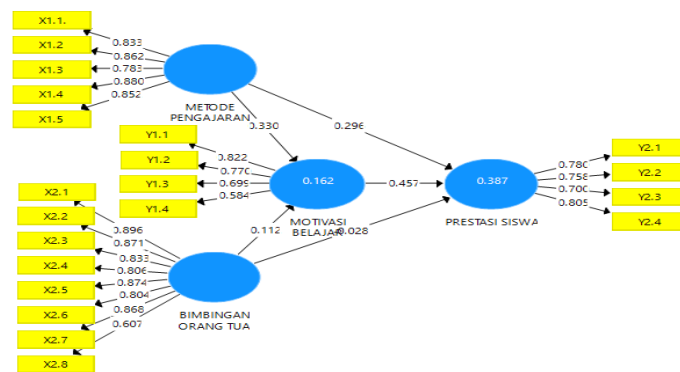 X1.1.
X1.2
X1.3
X1.4
X1.5
0.833
0.862
0.783
0.880
0.852
METODE
PENGAJARAN
0.330
0.296
Y1.1
Y1.2
Y1.3
Y1.4
0.822
0.770
0.699
0.584
0.162
MOTIVASI
BELAJAR
0.457
0.387
PRESTASI SISWA
0.780
0.758
0.700
0.805
Y2.1
Y2.2
Y2.3
Y2.4
X2.1
X2.2
X2.3
X2.4
X2.5
X2.6
X2.7
X2.8
0.896
0.871
0.833
0.806
0.874
0.804
0.868
0.607
0.112
0.028
BIMBINGAN
ORANG TUA